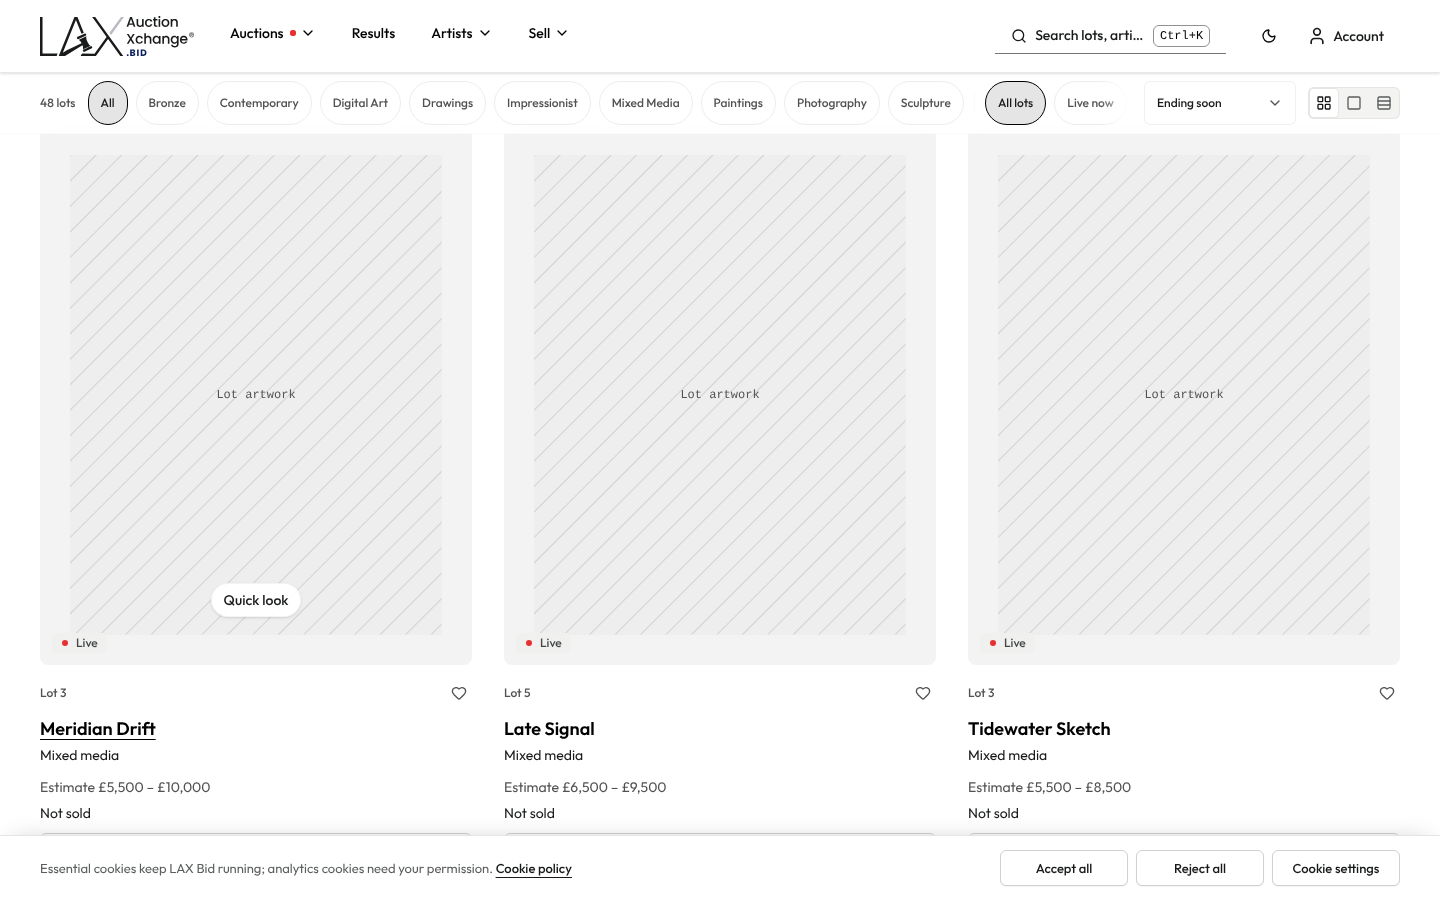 LAX Auction Xchange® .BID
Auctions
Results
Artists
Sell
Search lots, arti... Ctrl+K
Account
48 lots
All
Bronze
Contemporary
Digital Art
Drawings
Impressionist
Mixed Media
Paintings
Photography
Sculpture
All lots
Live now
Ending soon
Lot artwork
Lot artwork
Lot artwork
Quick look
Live
Live
Live
Lot 3
Meridian Drift
Mixed media
Estimate £5,500 – £10,000
Not sold
Lot 5
Late Signal
Mixed media
Estimate £6,500 – £9,500
Not sold
Lot 3
Tidewater Sketch
Mixed media
Estimate £5,500 – £8,500
Not sold
Essential cookies keep LAX Bid running; analytics cookies need your permission. Cookie policy
Accept all
Reject all
Cookie settings